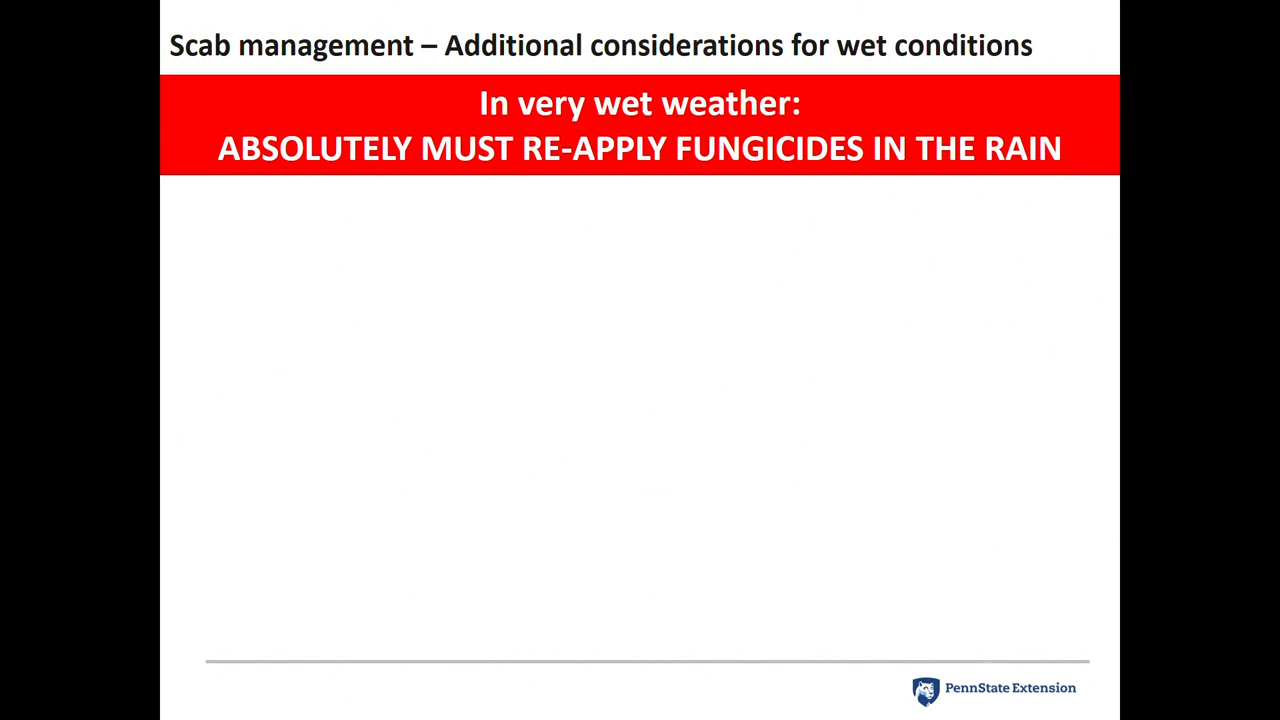 Scab management – Additional considerations for wet conditions
In very wet weather:
ABSOLUTELY MUST RE-APPLY FUNGICIDES IN THE RAIN
PennState Extension